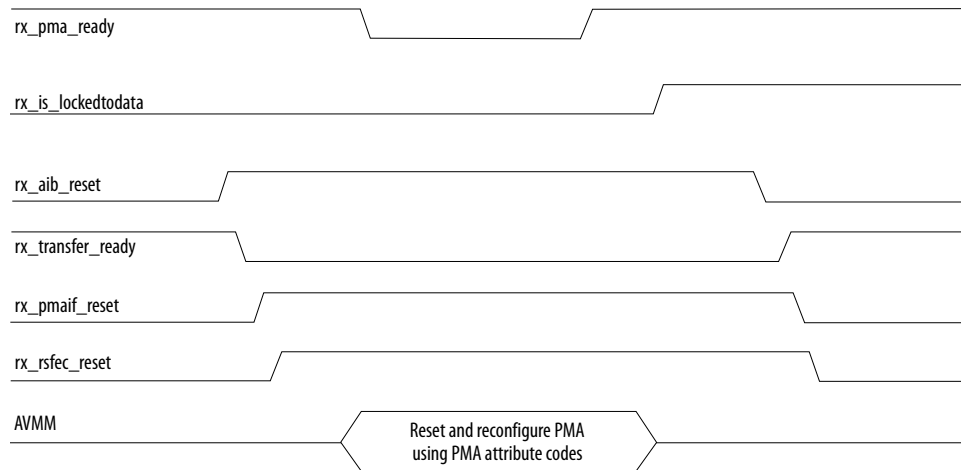 rx_pma_ready
rx_is_lockedtodata
rx_aib_reset
rx_transfer_ready
rx_pmaif_reset
rx_rsfec_reset
AVMM
Reset and reconfigure PMA
using PMA attribute codes